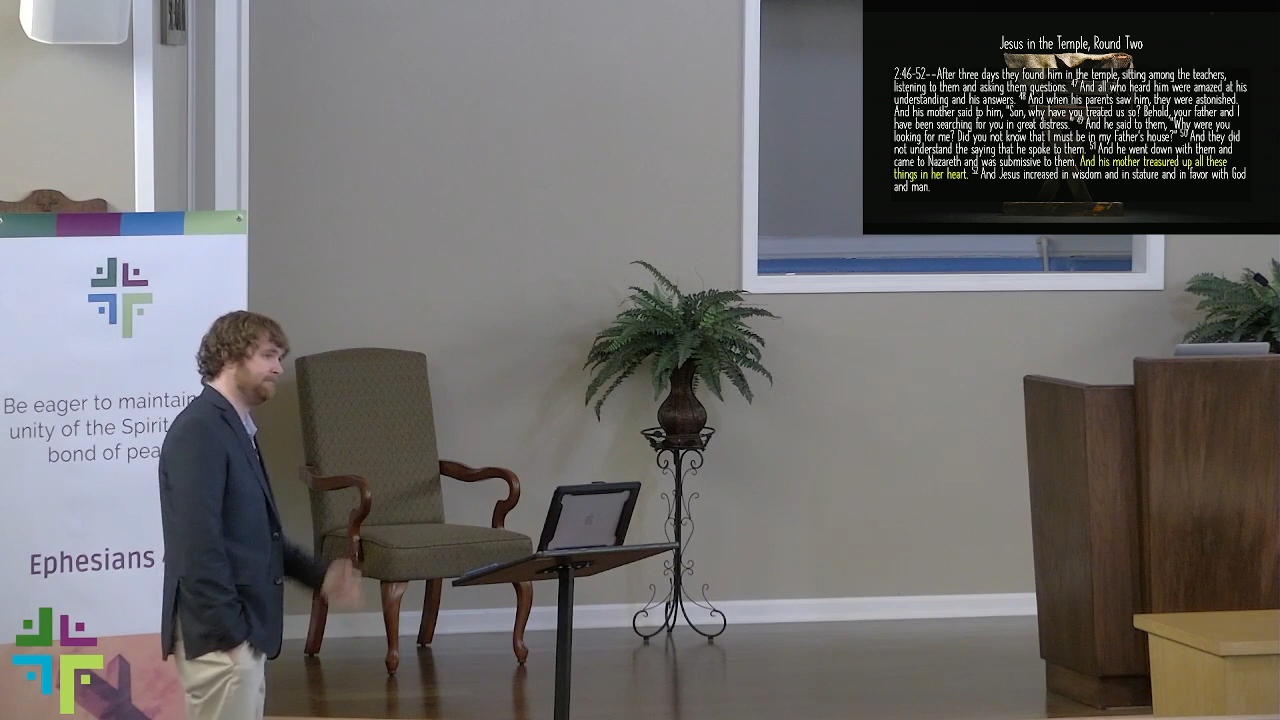 Jesus in the Temple, Round Two
2.46-52--After three days they found him in the temple, sitting among the teachers,
listening to them and asking them questions. 47 And all who heard him were amazed at his
understanding and his answers. 48 And when his parents saw him, they were astonished.
And his mother said to him, "Son, why have you treated us so? Behold, your father and I
have been searching for you in great distress." 49 And he said to them, "Why were you
looking for me? Did you not know that I must be in my Father's house?" 50 And they did
not understand the saying that he spoke to them. 51 And he went down with them and
came to Nazareth and was submissive to them. And his mother treasured up all these
things in her heart. 52 And Jesus increased in wisdom and in stature and in favor with God
and man.
Be eager to maintain
unity of the Spirit
bond of pea
Ephesians